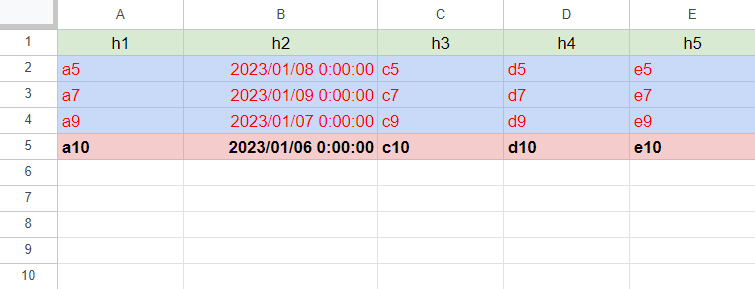 A B C D E
1 h1 h2 h3 h4 h5
2 a5 2023/01/08 0:00:00 c5 d5 e5
3 a7 2023/01/09 0:00:00 c7 d7 e7
4 a9 2023/01/07 0:00:00 c9 d9 e9
5 a10 2023/01/06 0:00:00 c10 d10 e10
6
7
8
9
10